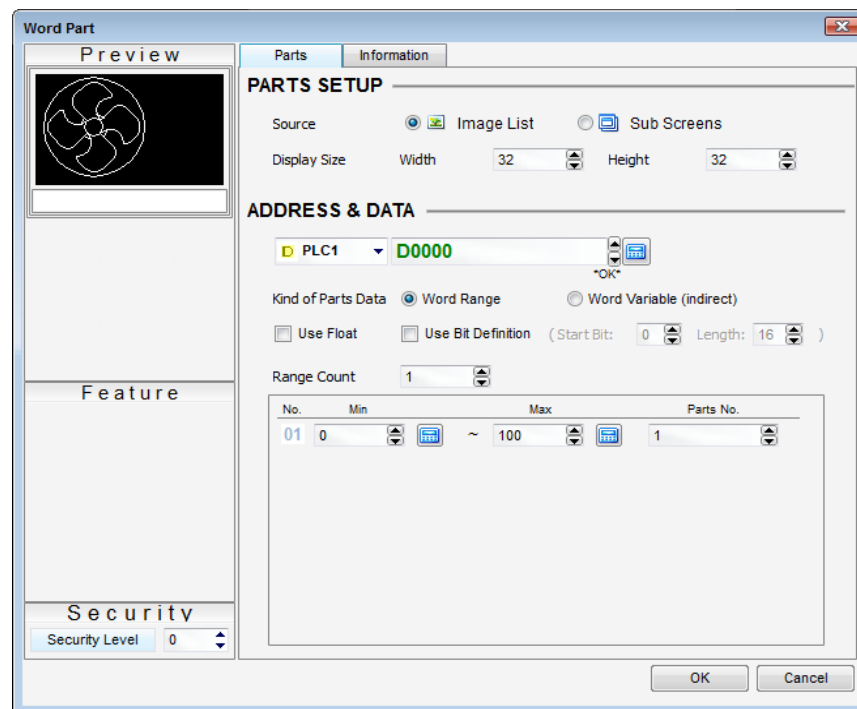 Word Part
Preview
Feature
Security
Security Level 0
Parts Information
PARTS SETUP
Source Image List Sub Screens
Display Size Width 32 Height 32
ADDRESS & DATA
D PLC1 D0000
*OK*
Kind of Parts Data Word Range Word Variable (indirect)
Use Float Use Bit Definition ( Start Bit: 0 Length: 16 )
Range Count 1
No. Min Max Parts No.
01 0 ~ 100 1
OK Cancel